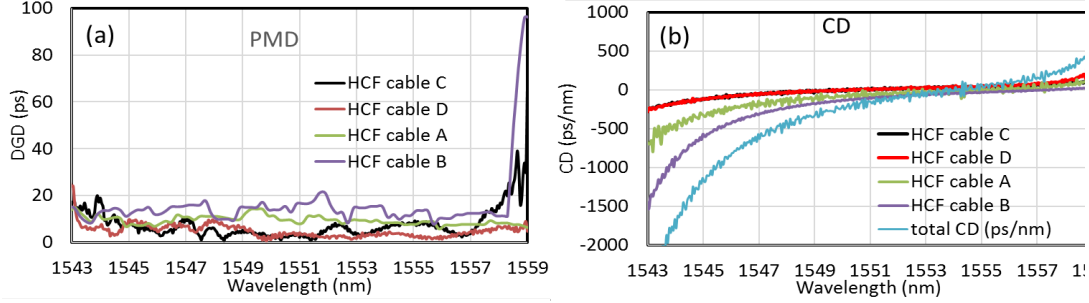 (a)
PMD
DGD (ps)
100
80
60
40
20
0
HCF cable C
HCF cable D
HCF cable A
HCF cable B
1543 1545 1547 1549 1551 1553 1555 1557 1559
Wavelength (nm)
(b)
CD
CD (ps/nm)
1000
500
0
-500
-1000
-1500
-2000
HCF cable C
HCF cable D
HCF cable A
HCF cable B
total CD (ps/nm)
1543 1545 1547 1549 1551 1553 1555 1557 15
Wavelength (nm)